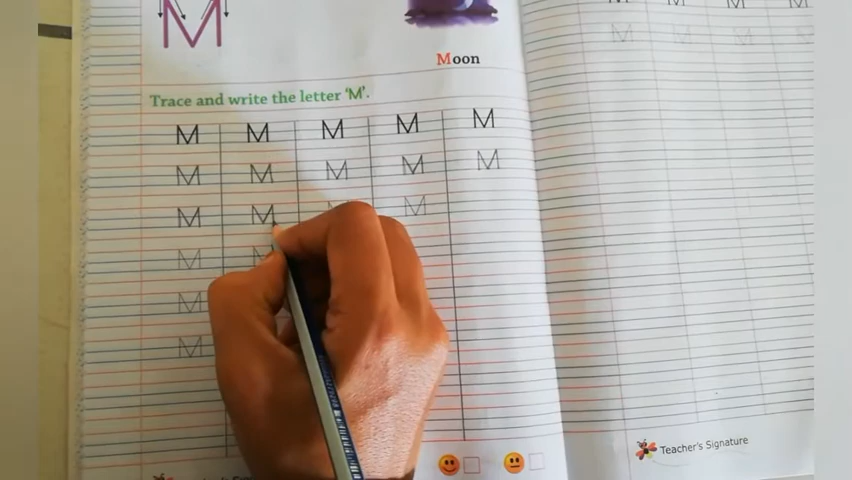 M
Moon
Trace and write the letter 'M'.
M M M M M
M M M M M
M M M
M
M
M
Teacher's Signature